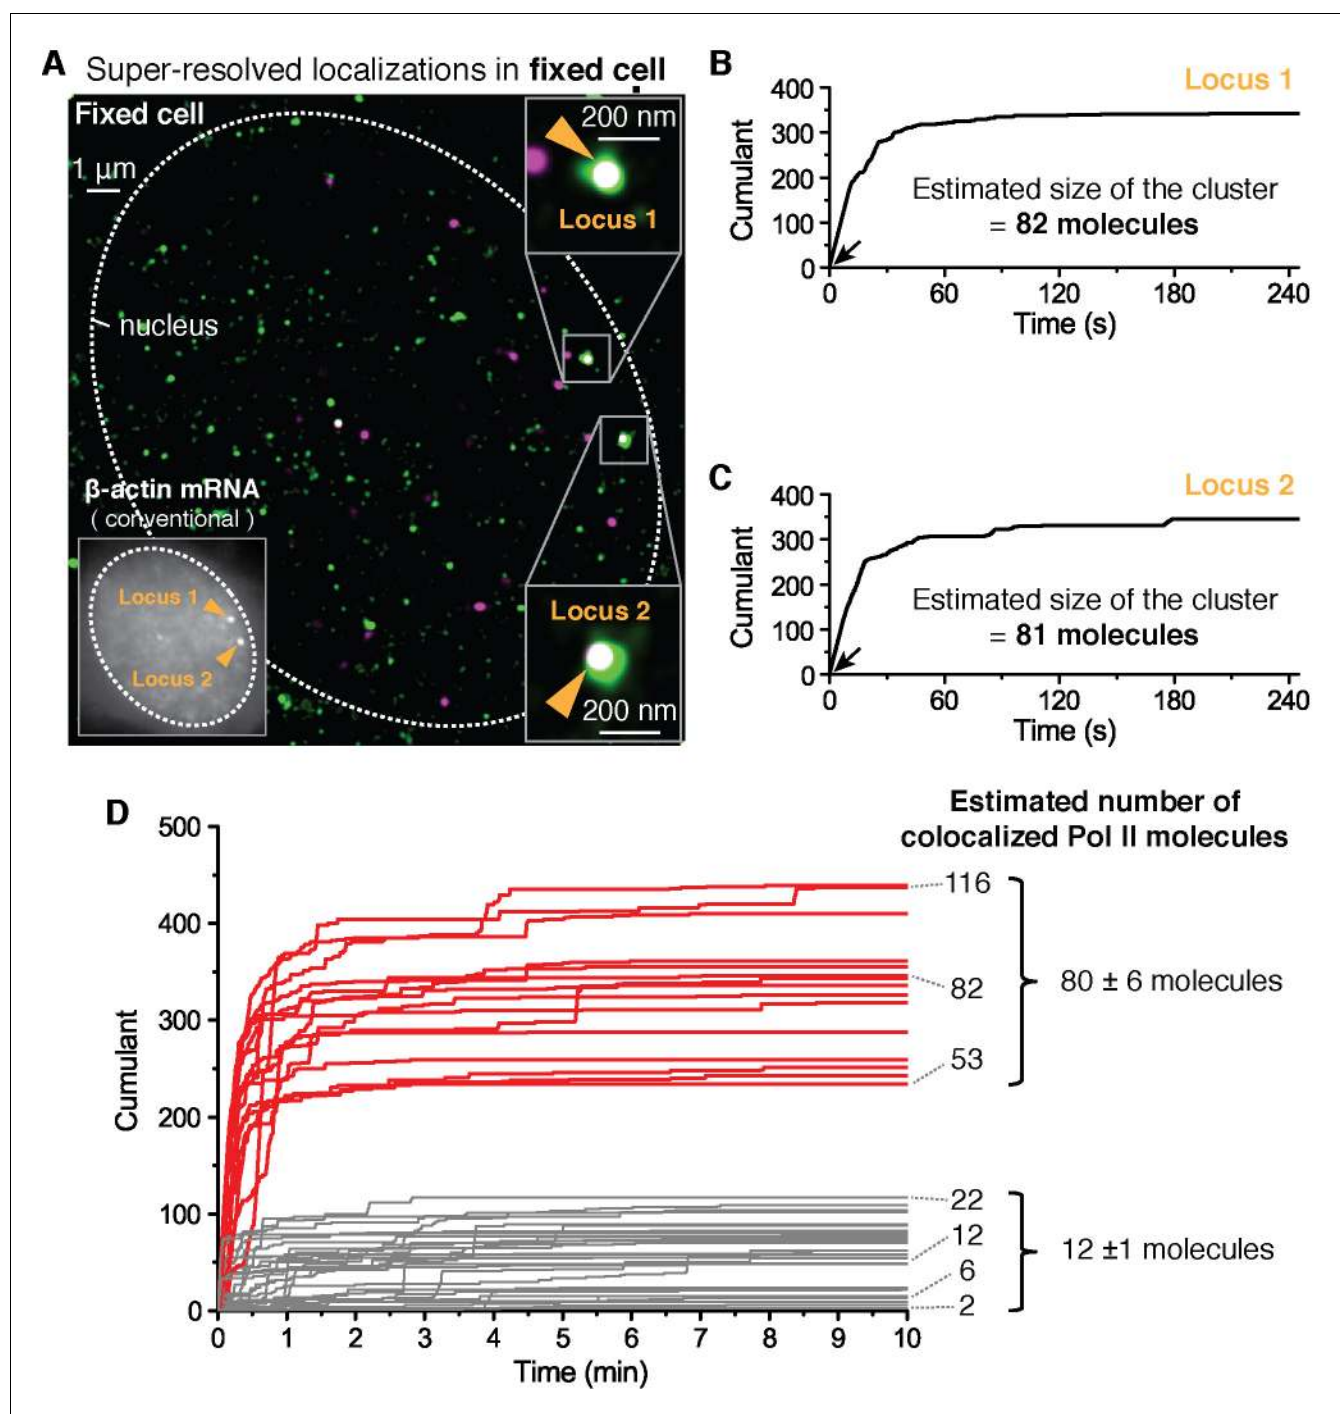 A
Super-resolved localizations in fixed cell
Fixed cell
1 µm
200 nm
Locus 1
nucleus
β-actin mRNA
( conventional )
Locus 1
Locus 2
Locus 2
200 nm
B
Locus 1
400
300
200
100
0
Cumulant
Estimated size of the cluster
= 82 molecules
0 60 120 180 240
Time (s)
C
Locus 2
400
300
200
100
0
Cumulant
Estimated size of the cluster
= 81 molecules
0 60 120 180 240
Time (s)
D
Estimated number of
colocalized Pol II molecules
500
400
300
200
100
0
Cumulant
116
82
53
80 ± 6 molecules
22
12
6
2
12 ±1 molecules
0 1 2 3 4 5 6 7 8 9 10
Time (min)